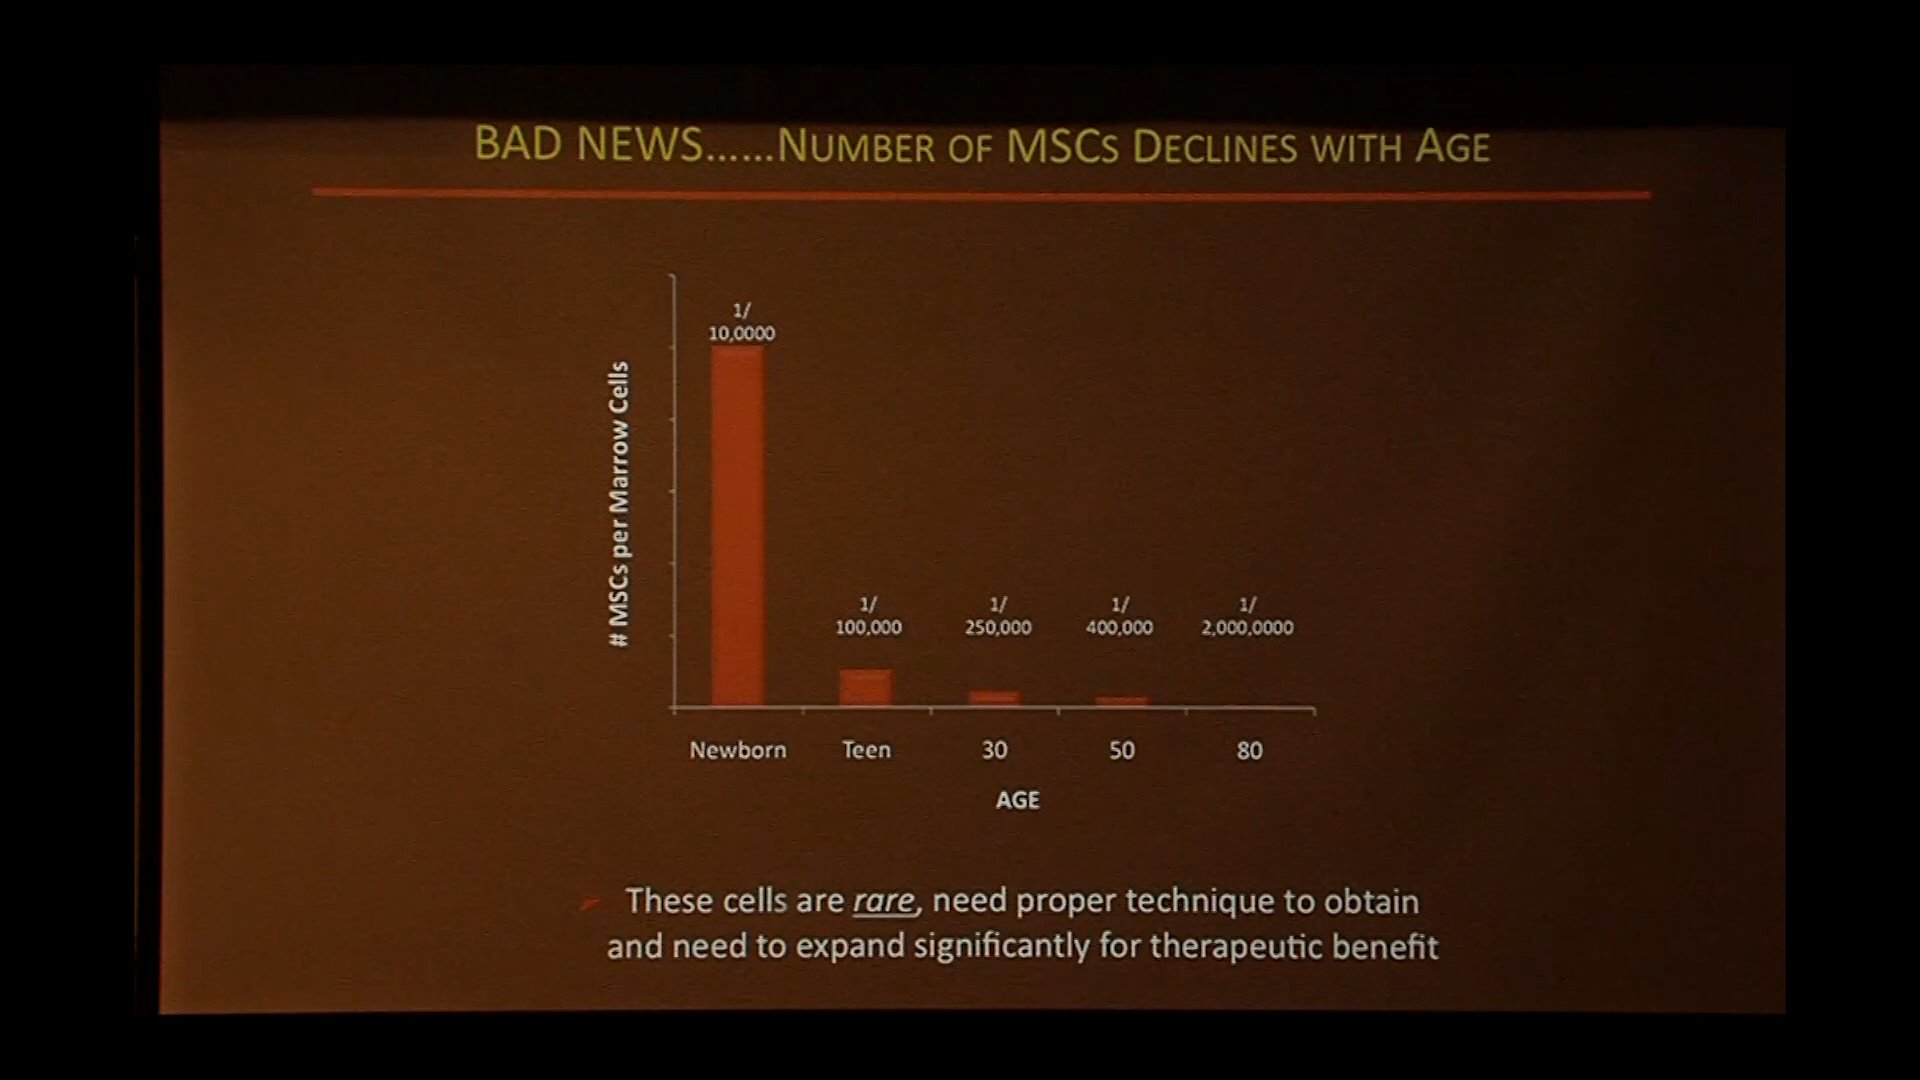 BAD NEWS......NUMBER OF MSCS DECLINES WITH AGE
# MSCs per Marrow Cells
1/
10,0000
1/
100,000
1/
250,000
1/
400,000
1/
2,000,0000
Newborn
Teen
30
50
80
AGE
These cells are rare, need proper technique to obtain
and need to expand significantly for therapeutic benefit